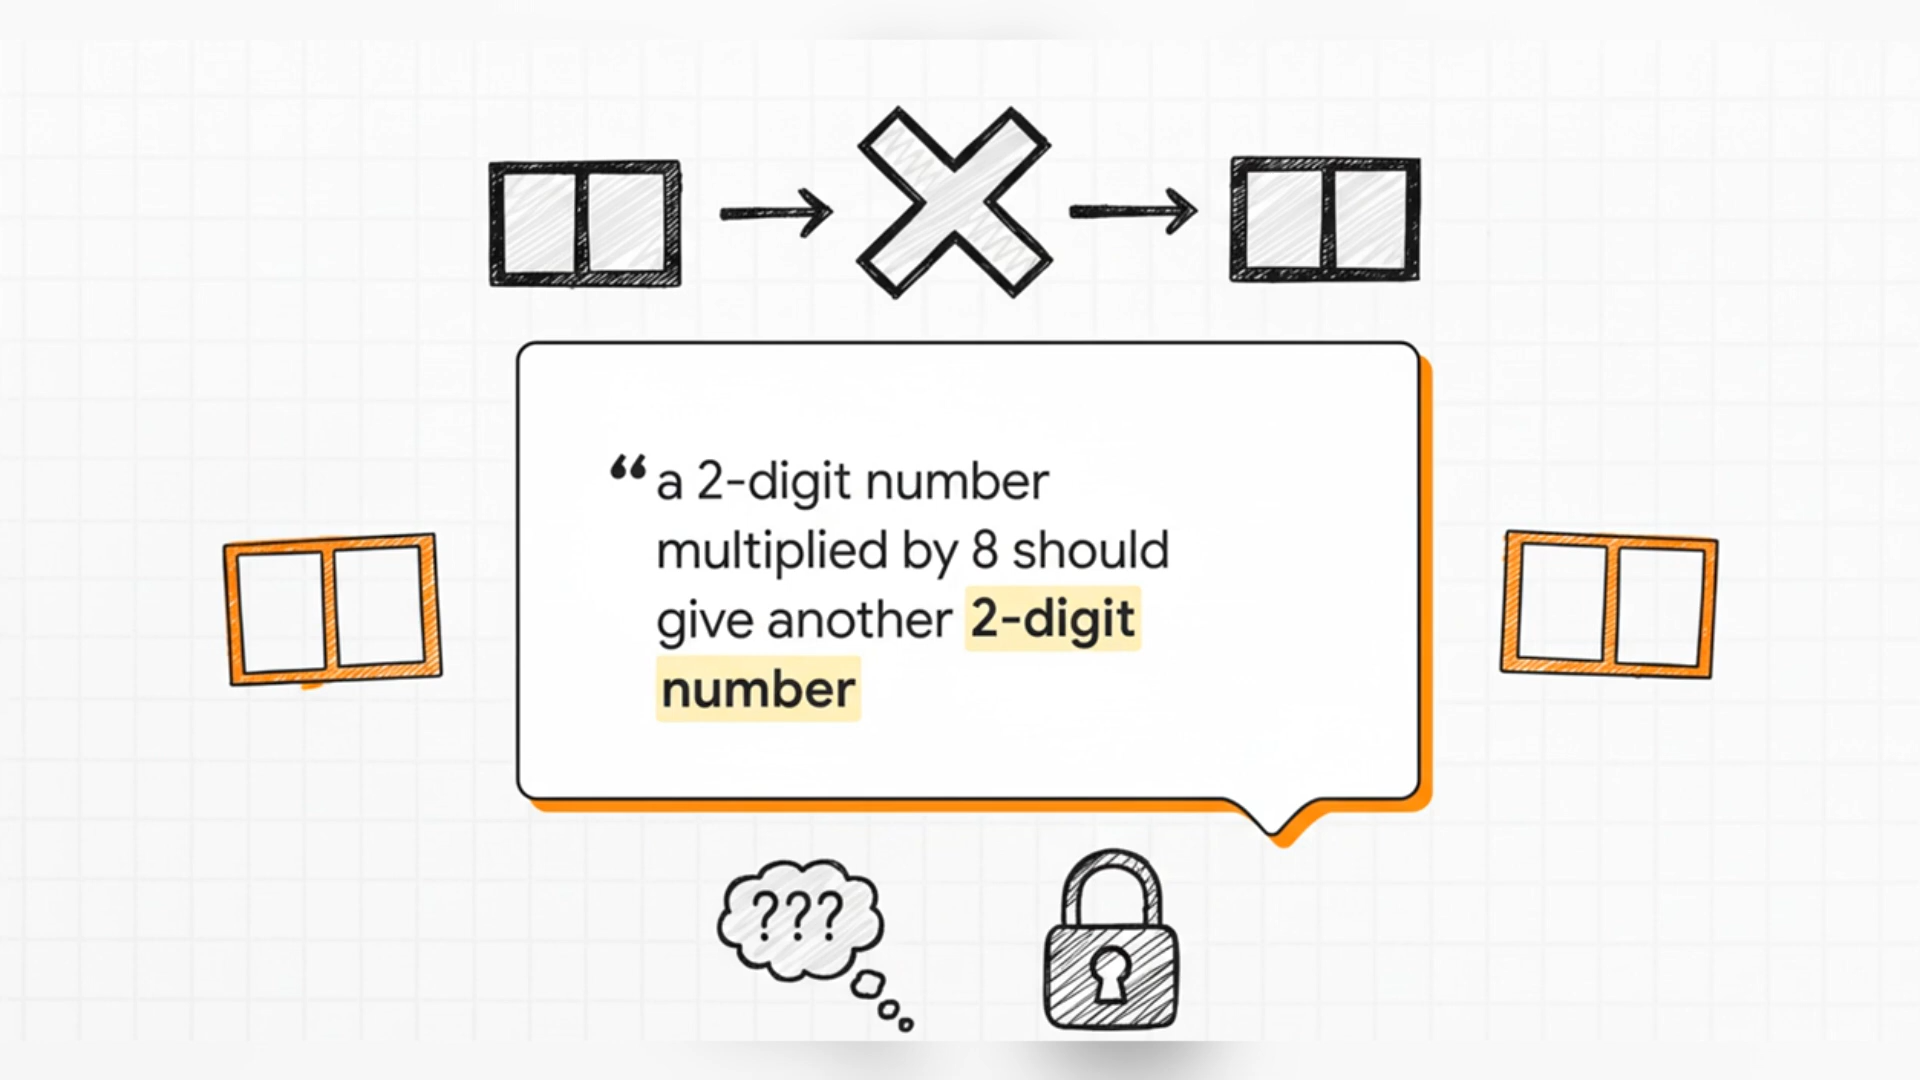 “a 2-digit number
multiplied by 8 should
give another 2-digit
number
???